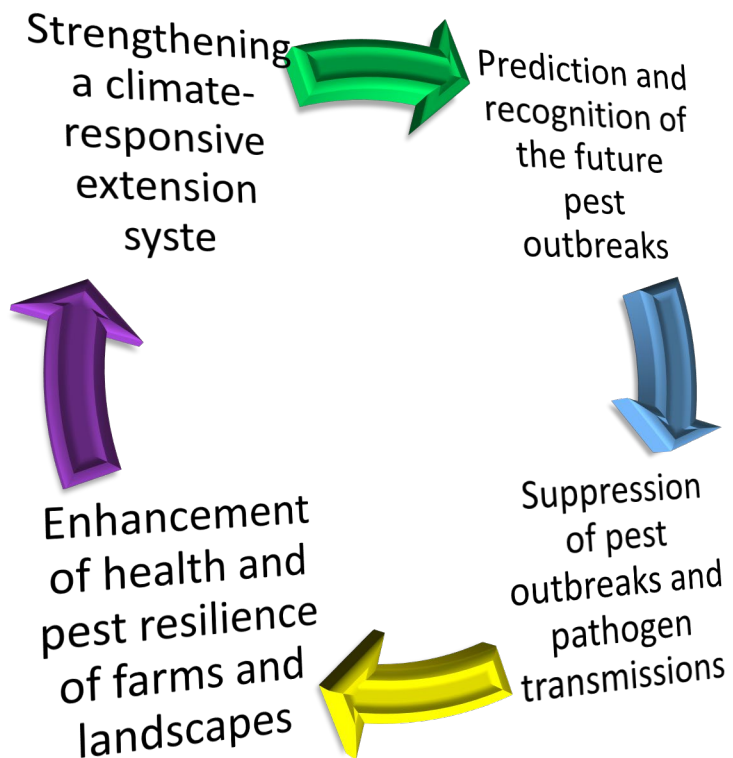 Strengthening
a climate-
responsive
extension
syste
Prediction and
recognition of
the future
pest
outbreaks
Suppression
of pest
outbreaks and
pathogen
transmissions
Enhancement
of health and
pest resilience
of farms and
landscapes